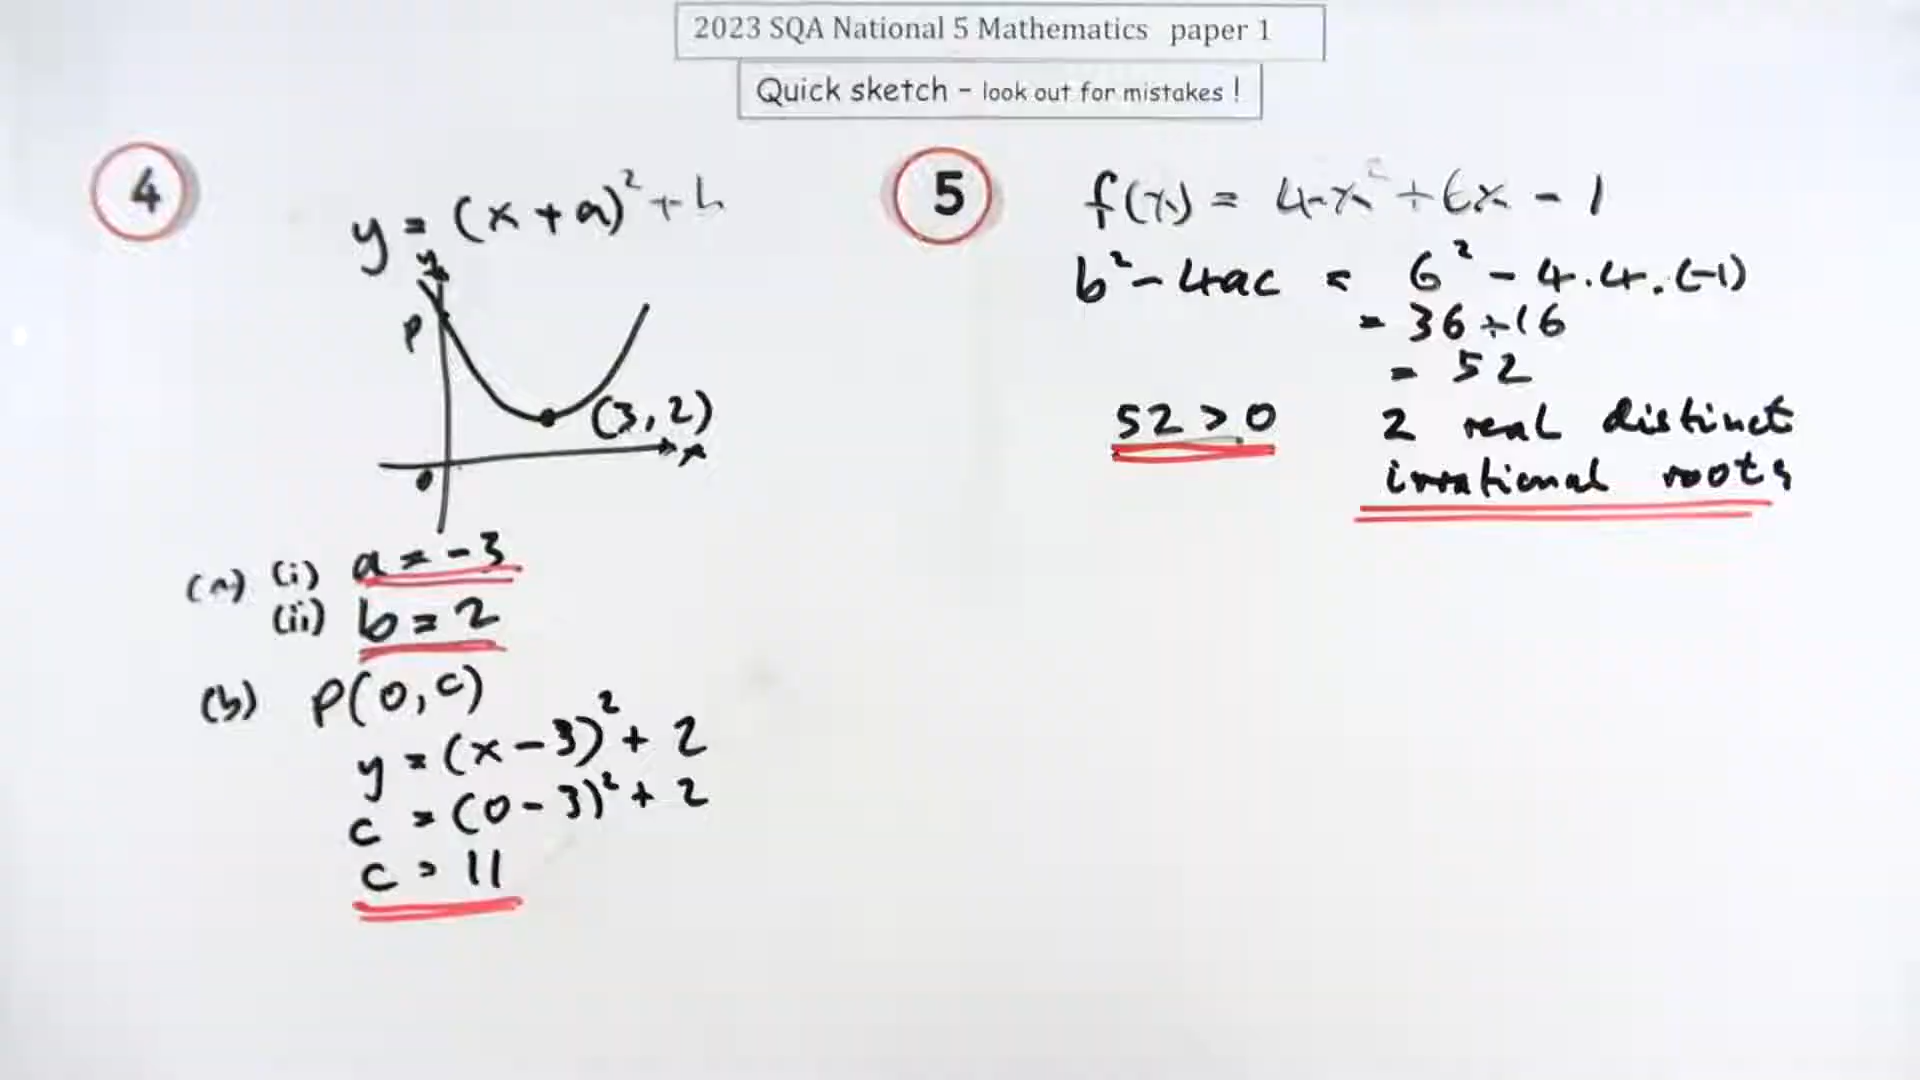 2023 SQA National 5 Mathematics paper 1
Quick sketch - look out for mistakes !
4
y = (x + a)² + b
y
P
(3, 2)
x
0
(a) (i) a = -3
(ii) b = 2
(b) P(0, c)
y = (x - 3)² + 2
c = (0 - 3)² + 2
c = 11
5
f(x) = 4x² + 6x - 1
b² - 4ac = 6² - 4.4.(-1)
= 36 + 16
= 52
52 > 0 2 real distinct
irrational roots